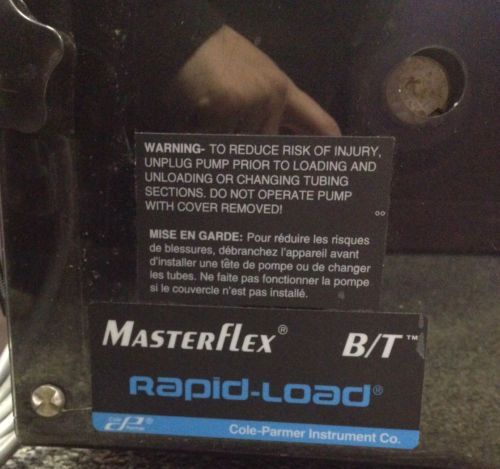 WARNING- TO REDUCE RISK OF INJURY,
UNPLUG PUMP PRIOR TO LOADING AND
UNLOADING OR CHANGING TUBING
SECTIONS. DO NOT OPERATE PUMP
WITH COVER REMOVED!
MISE EN GARDE: Pour réduire les risques
de blessures, débranchez l'appareil avant
d'installer une tête de pompe ou de changer
les tubes. Ne faite pas fonctionner la pompe
si le couvercle n'est pas installé.
MASTERFLEX® B/T™
Rapid-Load®
Cole Parmer
Cole-Parmer Instrument Co.